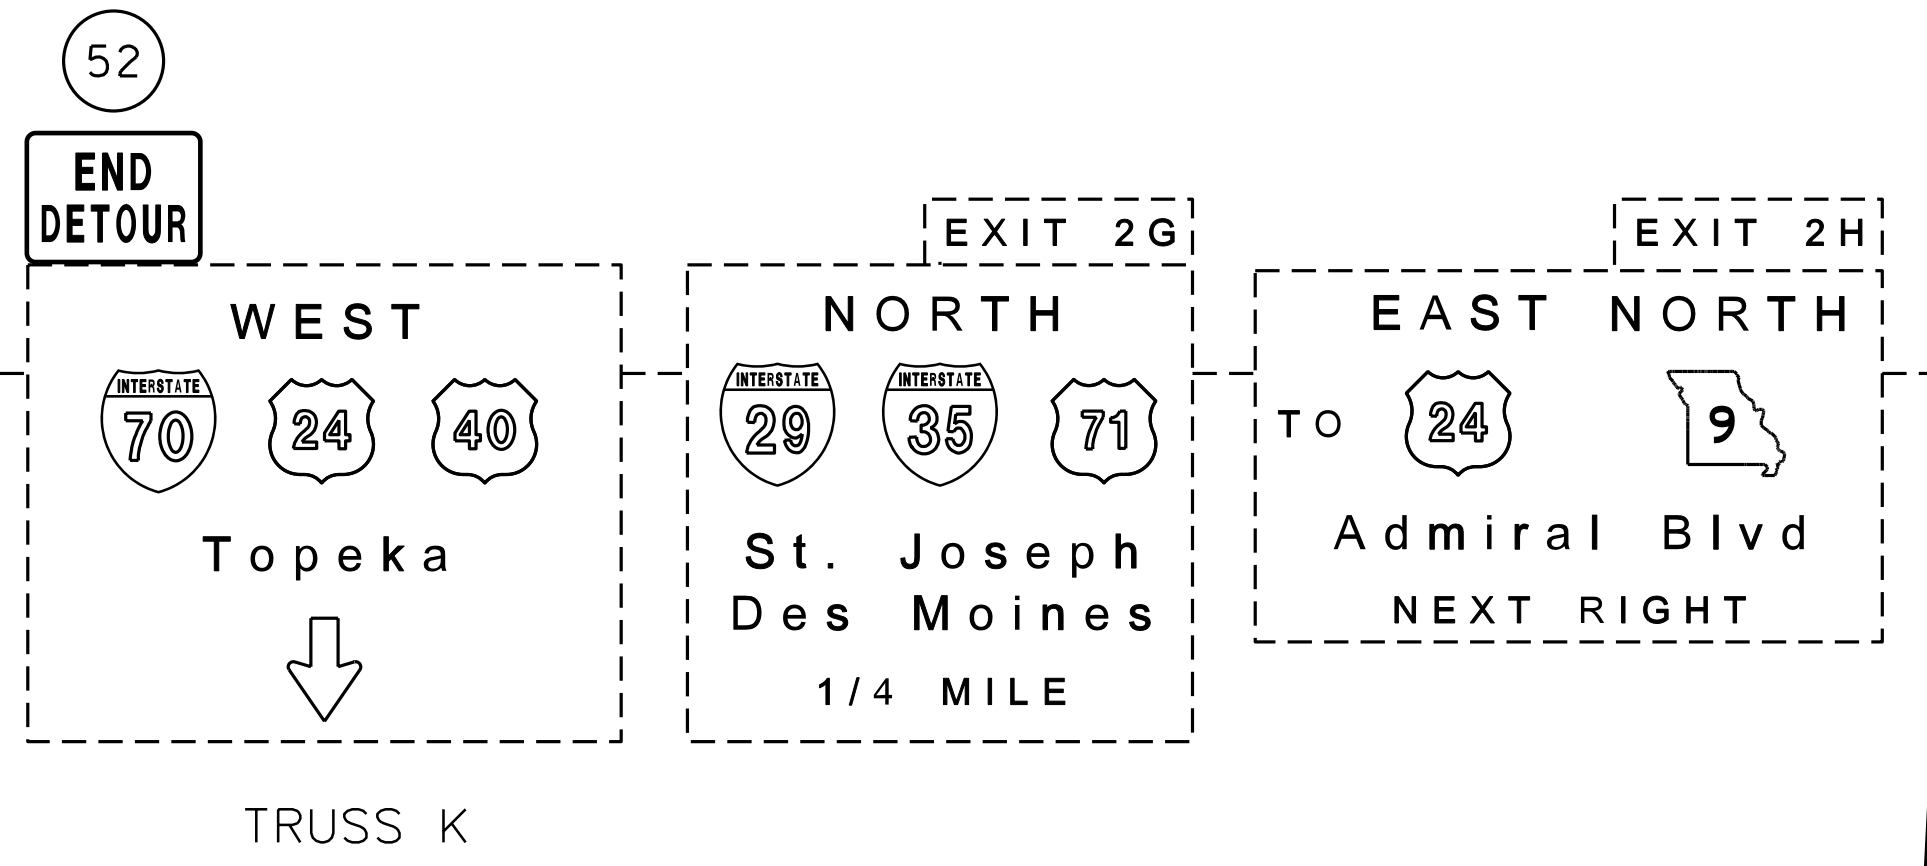 52
END
DETOUR
WEST
INTERSTATE 70 24 40
Topeka
EXIT 2G
NORTH
INTERSTATE 29 INTERSTATE 35 71
St. Joseph
Des Moines
1/4 MILE
EXIT 2H
EAST NORTH
TO 24 9
Admiral Blvd
NEXT RIGHT
TRUSS K